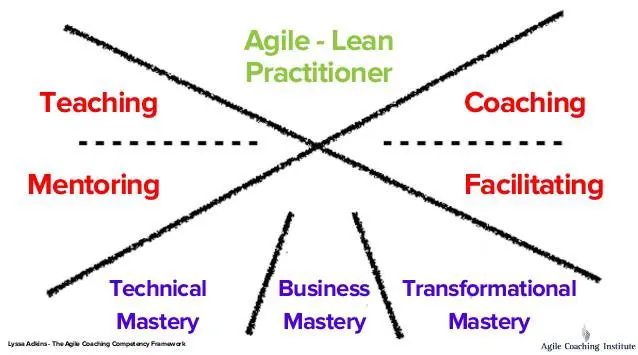 Agile - Lean
Practitioner
Teaching
Coaching
Mentoring
Facilitating
Technical
Mastery
Business
Mastery
Transformational
Mastery
Lyssa Adkins - The Agile Coaching Competency Framework
Agile Coaching Institute